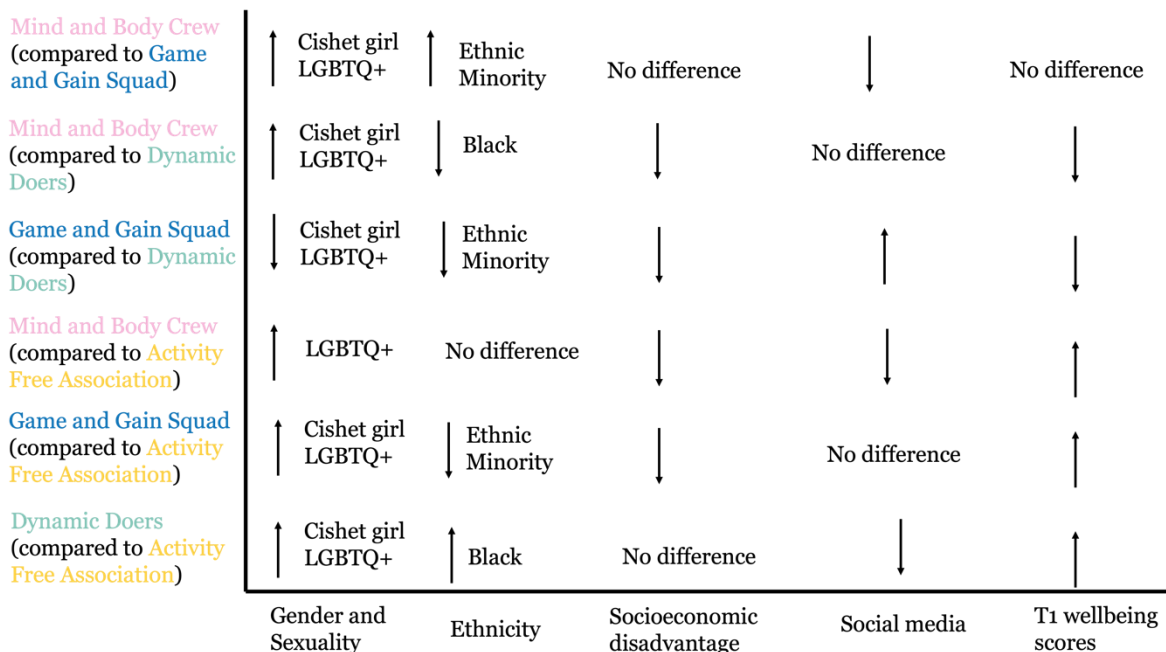 Mind and Body Crew
(compared to Game
and Gain Squad)
Cishet girl
LGBTQ+
Ethnic
Minority
No difference
No difference
Mind and Body Crew
(compared to Dynamic
Doers)
Cishet girl
LGBTQ+
Black
No difference
Game and Gain Squad
(compared to Dynamic
Doers)
Cishet girl
LGBTQ+
Ethnic
Minority
Mind and Body Crew
(compared to Activity
Free Association)
LGBTQ+
No difference
Game and Gain Squad
(compared to Activity
Free Association)
Cishet girl
LGBTQ+
Ethnic
Minority
No difference
Dynamic Doers
(compared to Activity
Free Association)
Cishet girl
LGBTQ+
Black
No difference
Gender and
Sexuality
Ethnicity
Socioeconomic
disadvantage
Social media
T1 wellbeing
scores